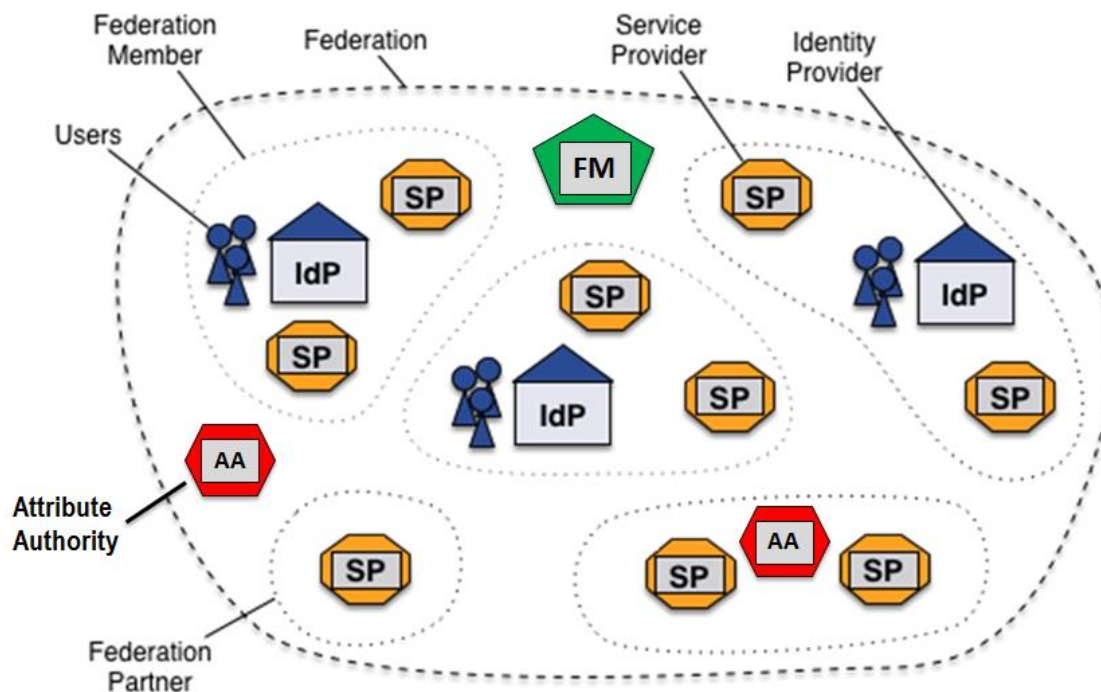 Federation
Member
Federation
Service
Provider
Identity
Provider
Users
FM
SP
SP
IdP
IdP
SP
SP
IdP
SP
SP
AA
Attribute
Authority
AA
SP
SP
SP
Federation
Partner